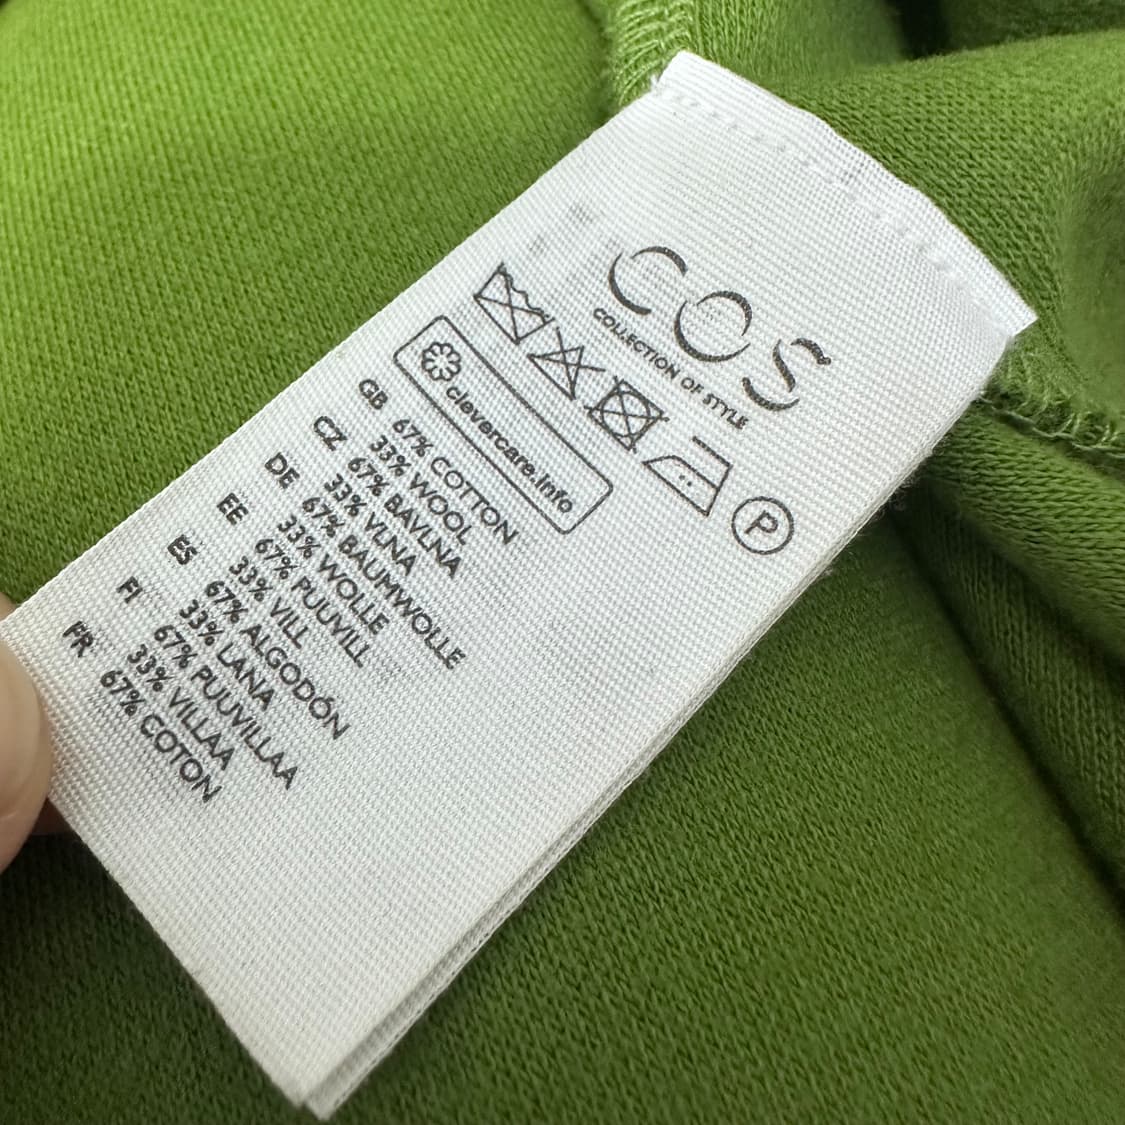 COS
COLLECTION OF STYLE
P
clevercare.info
GB 67% COTTON
33% WOOL
CZ 67% BAVLNA
33% VLNA
DE 67% BAUMWOLLE
33% WOLLE
EE 67% PUUVILL
33% VILL
ES 67% ALGODÓN
33% LANA
FI 67% PUUVILLAA
33% VILLAA
FR 67% COTON